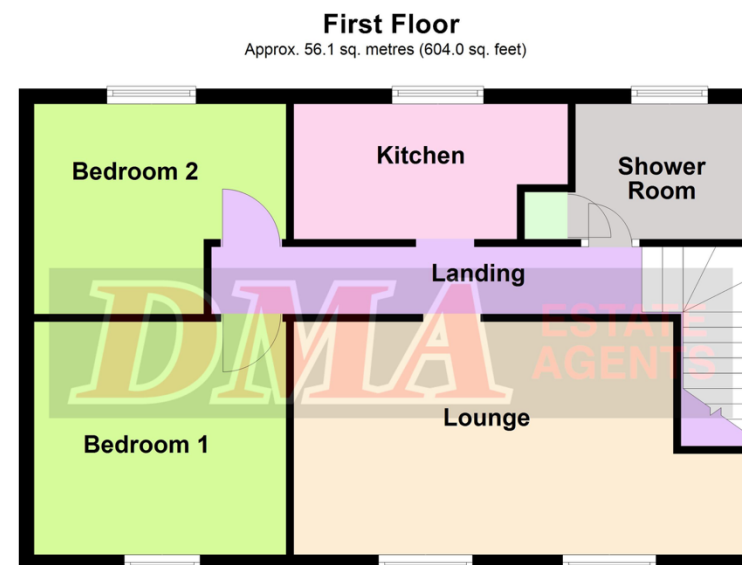 First Floor
Approx. 56.1 sq. metres (604.0 sq. feet)
Bedroom 2
Kitchen
Shower
Room
Landing
DMA
ESTATE
AGENTS
Lounge
Bedroom 1